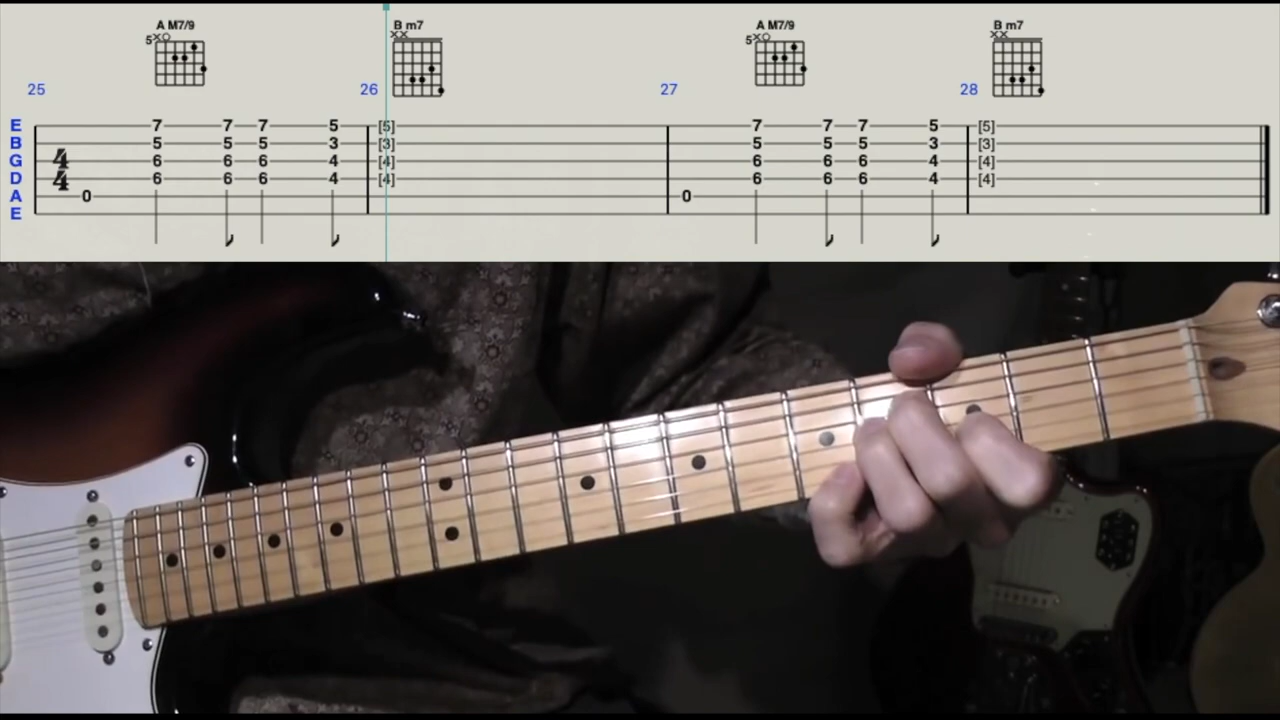 A M7/9 B m7 A M7/9 B m7
5×○ ×× 5×○ ××
25 26 27 28
E 7 7 7 5 [5] 7 7 7 5 [5]
B 5 5 5 3 [3] 5 5 5 3 [3]
G 4 6 6 6 4 [4] 6 6 6 4 [4]
D 4 6 6 6 4 [4] 6 6 6 4 [4]
A 0 0
E